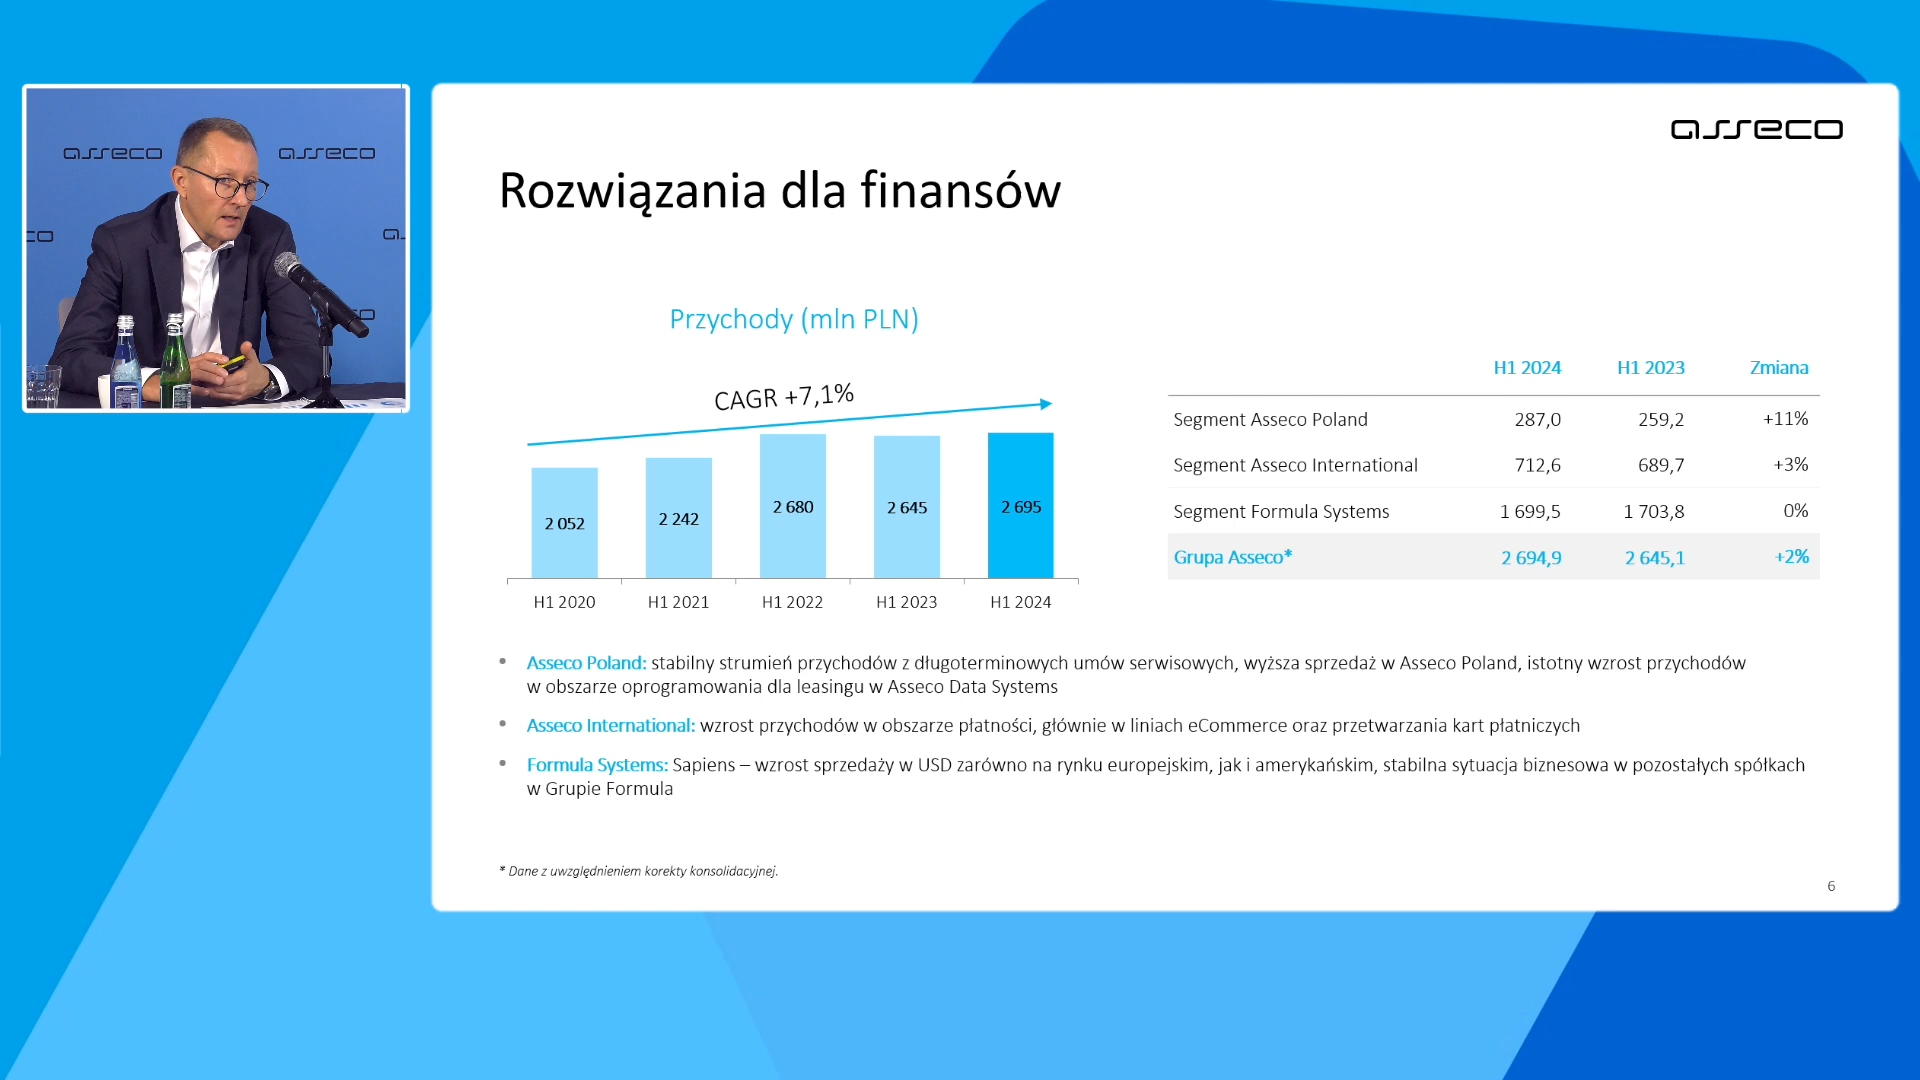 asseco
asseco
asseco
Rozwiązania dla finansów
Przychody (mln PLN)
CAGR +7,1%
2 052
2 242
2 680
2 645
2 695
H1 2020
H1 2021
H1 2022
H1 2023
H1 2024
H1 2024 H1 2023 Zmiana
Segment Asseco Poland 287,0 259,2 +11%
Segment Asseco International 712,6 689,7 +3%
Segment Formula Systems 1 699,5 1 703,8 0%
Grupa Asseco* 2 694,9 2 645,1 +2%
• Asseco Poland: stabilny strumień przychodów z długoterminowych umów serwisowych, wyższa sprzedaż w Asseco Poland, istotny wzrost przychodów
w obszarze oprogramowania dla leasingu w Asseco Data Systems
• Asseco International: wzrost przychodów w obszarze płatności, głównie w liniach eCommerce oraz przetwarzania kart płatniczych
• Formula Systems: Sapiens – wzrost sprzedaży w USD zarówno na rynku europejskim, jak i amerykańskim, stabilna sytuacja biznesowa w pozostałych spółkach
w Grupie Formula
* Dane z uwzględnieniem korekty konsolidacyjnej.
6